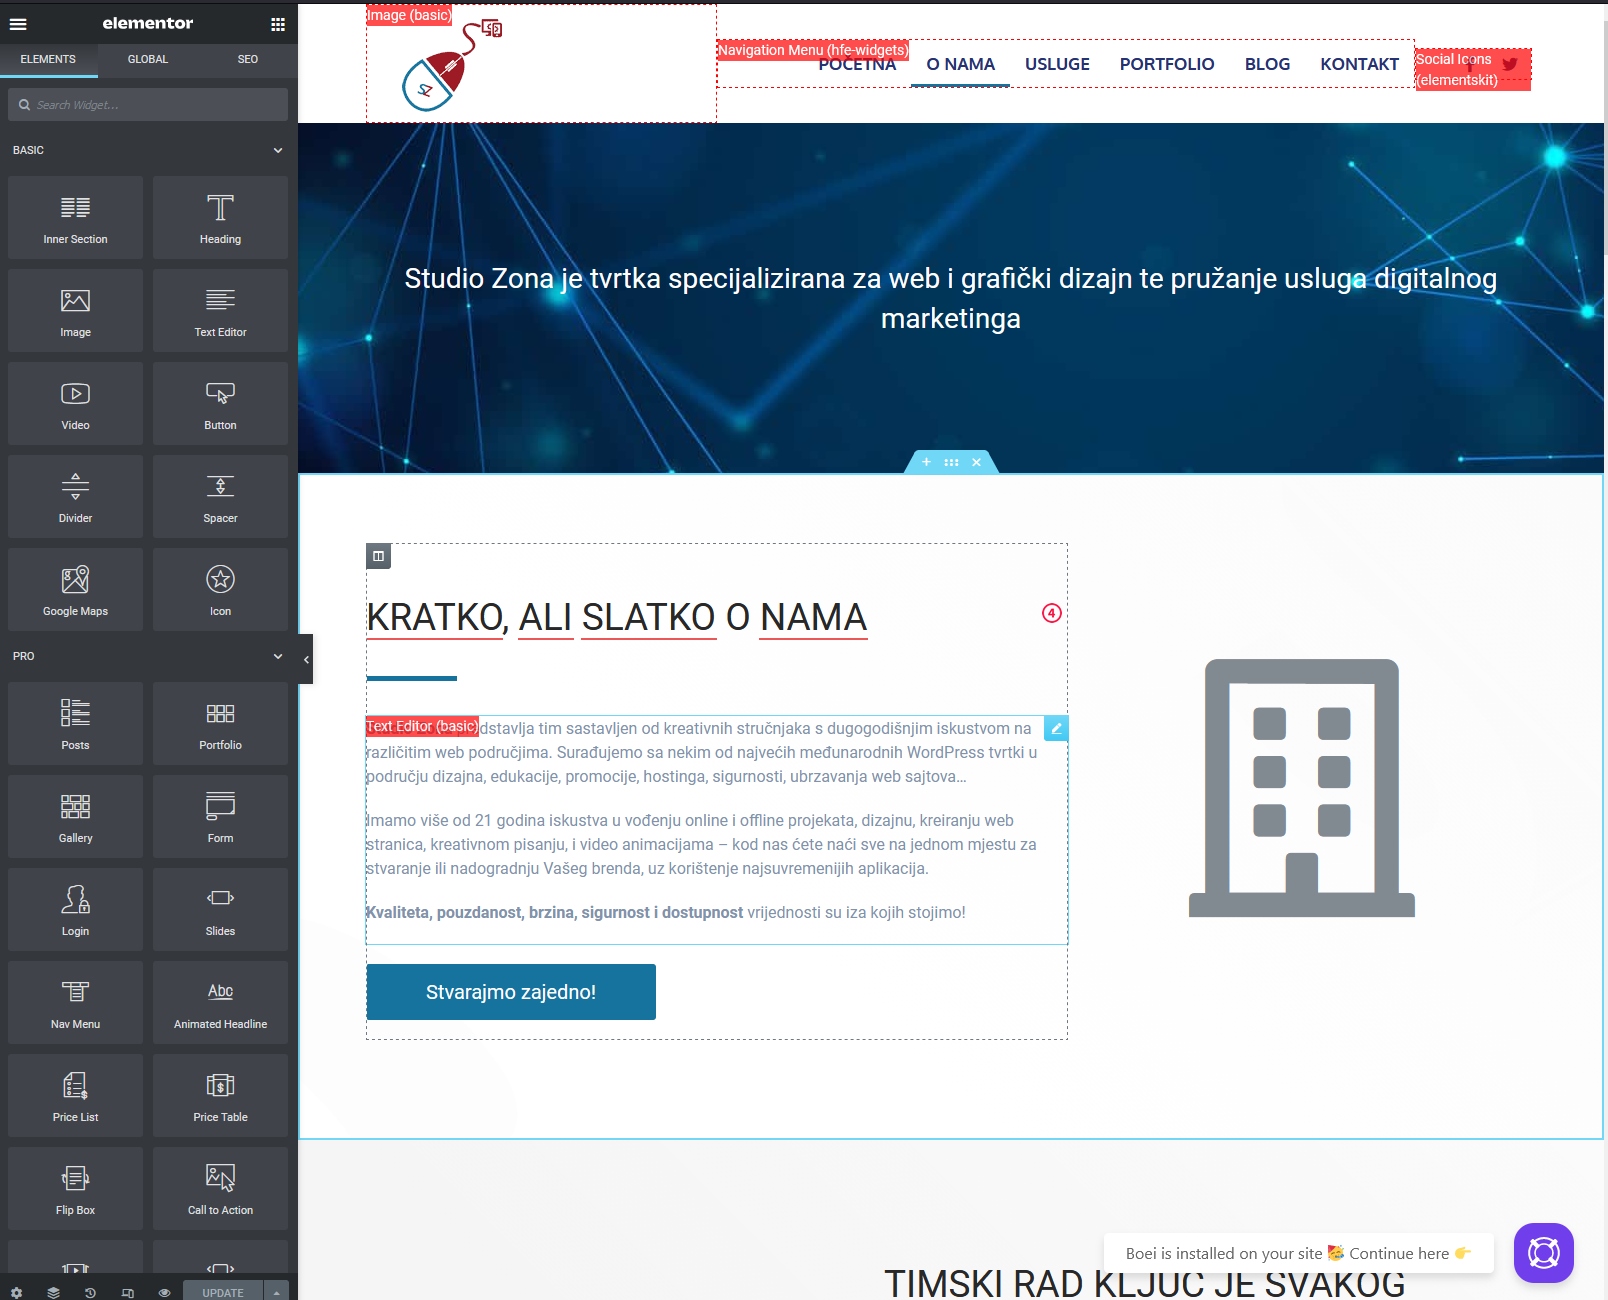 elementor
ELEMENTS
GLOBAL
SEO
Search Widget...
BASIC
Inner Section
Heading
Image
Text Editor
Video
Button
Divider
Spacer
Google Maps
Icon
PRO
Posts
Portfolio
Gallery
Form
Login
Slides
Nav Menu
Abc
Animated Headline
Price List
Price Table
Flip Box
Call to Action
UPDATE
Image (basic)
SZ
Navigation Menu (hfe-widgets)
POČETNA
O NAMA
USLUGE
PORTFOLIO
BLOG
KONTAKT
Social Icons
(elementskit)
Studio Zona je tvrtka specijalizirana za web i grafički dizajn te pružanje usluga digitalnog
marketinga
KRATKO, ALI SLATKO O NAMA
4
Text Editor (basic)
dstavlja tim sastavljen od kreativnih stručnjaka s dugogodišnjim iskustvom na
različitim web područjima. Surađujemo sa nekim od najvećih međunarodnih WordPress tvrtki u
području dizajna, edukacije, promocije, hostinga, sigurnosti, ubrzavanja web sajtova...
Imamo više od 21 godina iskustva u vođenju online i offline projekata, dizajnu, kreiranju web
stranica, kreativnom pisanju, i video animacijama – kod nas ćete naći sve na jednom mjestu za
stvaranje ili nadogradnju Vašeg brenda, uz korištenje najsuvremenijih aplikacija.
Kvaliteta, pouzdanost, brzina, sigurnost i dostupnost vrijednosti su iza kojih stojimo!
Stvarajmo zajedno!
Boei is installed on your site 🥳 Continue here 👉
TIMSKI RAD KLJUČ JE SVAKOG